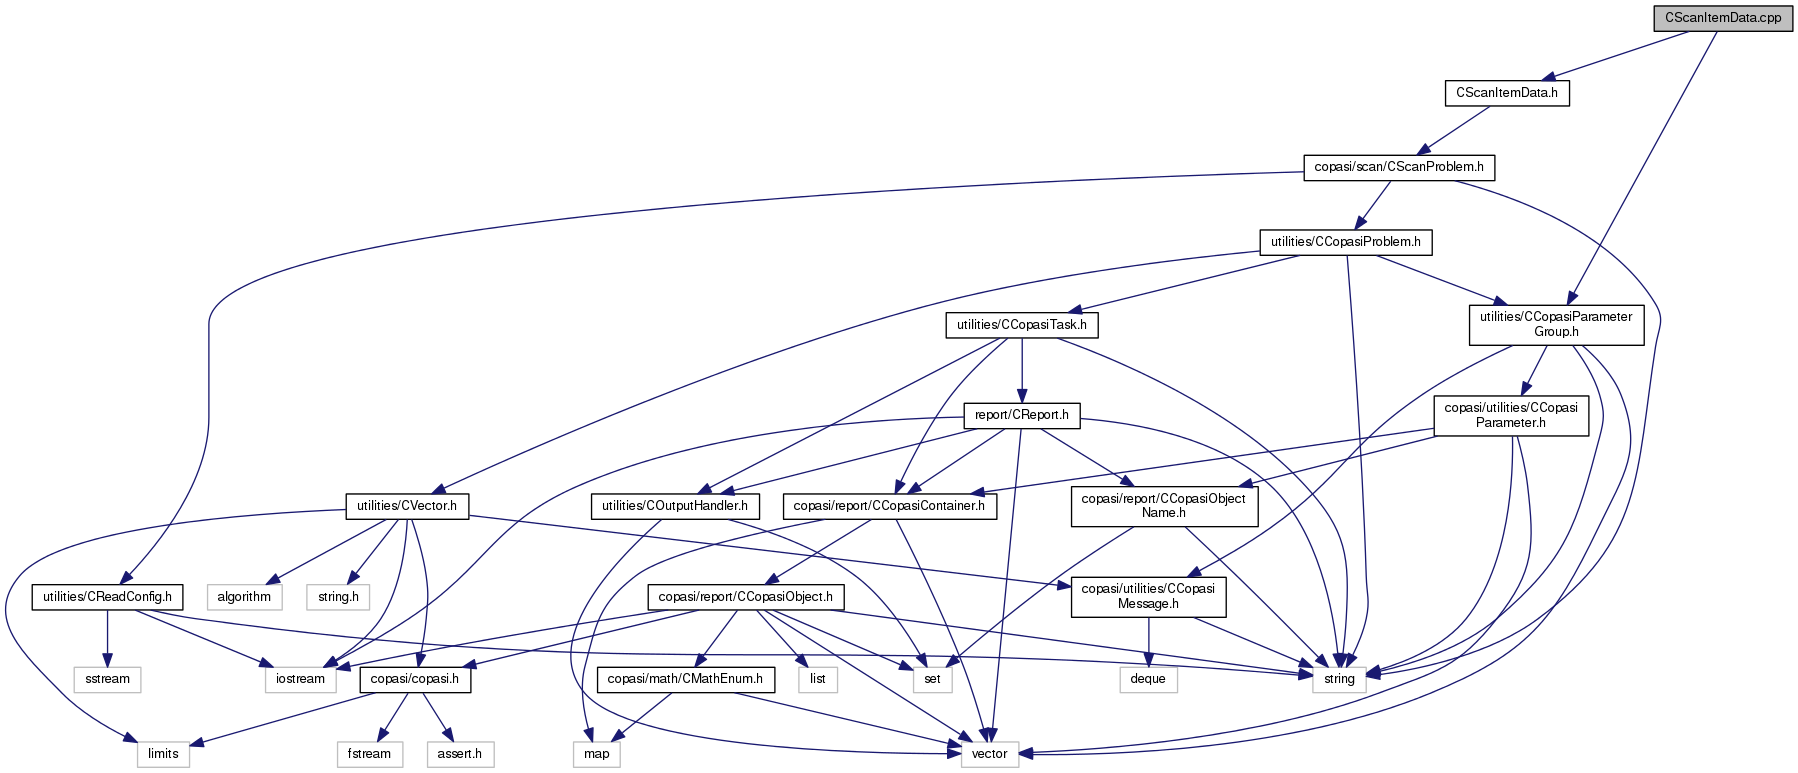 CScanItemData.cpp
CScanItemData.h
copasi/scan/CScanProblem.h
utilities/CCopasiProblem.h
utilities/CCopasiTask.h
utilities/CCopasiParameter
Group.h
report/CReport.h
copasi/utilities/CCopasi
Parameter.h
utilities/CVector.h
utilities/COutputHandler.h
copasi/report/CCopasiContainer.h
copasi/report/CCopasiObject
Name.h
utilities/CReadConfig.h
algorithm
string.h
copasi/report/CCopasiObject.h
copasi/utilities/CCopasi
Message.h
sstream
iostream
copasi/copasi.h
copasi/math/CMathEnum.h
list
set
deque
string
limits
fstream
assert.h
map
vector